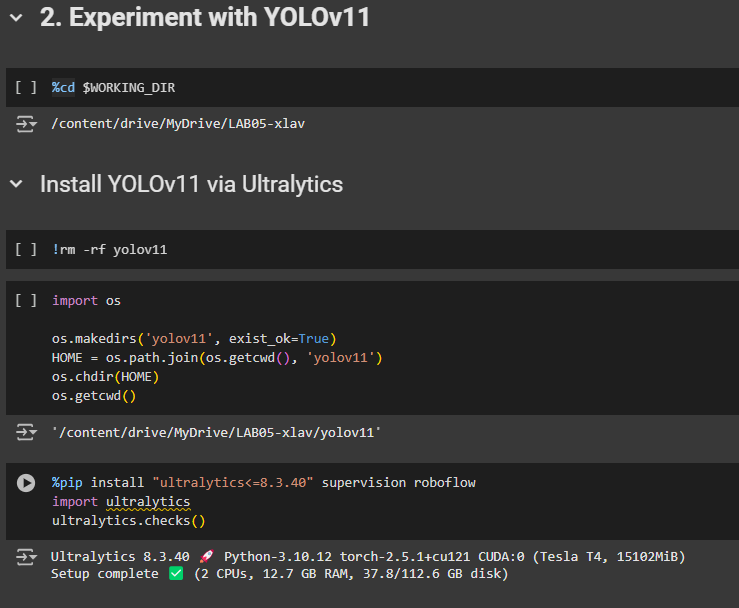 2. Experiment with YOLOv11
[ ] %cd $WORKING_DIR
/content/drive/MyDrive/LAB05-xlav
Install YOLOv11 via Ultralytics
[ ] !rm -rf yolov11
[ ] import os
os.makedirs('yolov11', exist_ok=True)
HOME = os.path.join(os.getcwd(), 'yolov11')
os.chdir(HOME)
os.getcwd()
'/content/drive/MyDrive/LAB05-xlav/yolov11'
%pip install "ultralytics<=8.3.40" supervision roboflow
import ultralytics
ultralytics.checks()
Ultralytics 8.3.40 🚀 Python-3.10.12 torch-2.5.1+cu121 CUDA:0 (Tesla T4, 15102MiB)
Setup complete ✅ (2 CPUs, 12.7 GB RAM, 37.8/112.6 GB disk)